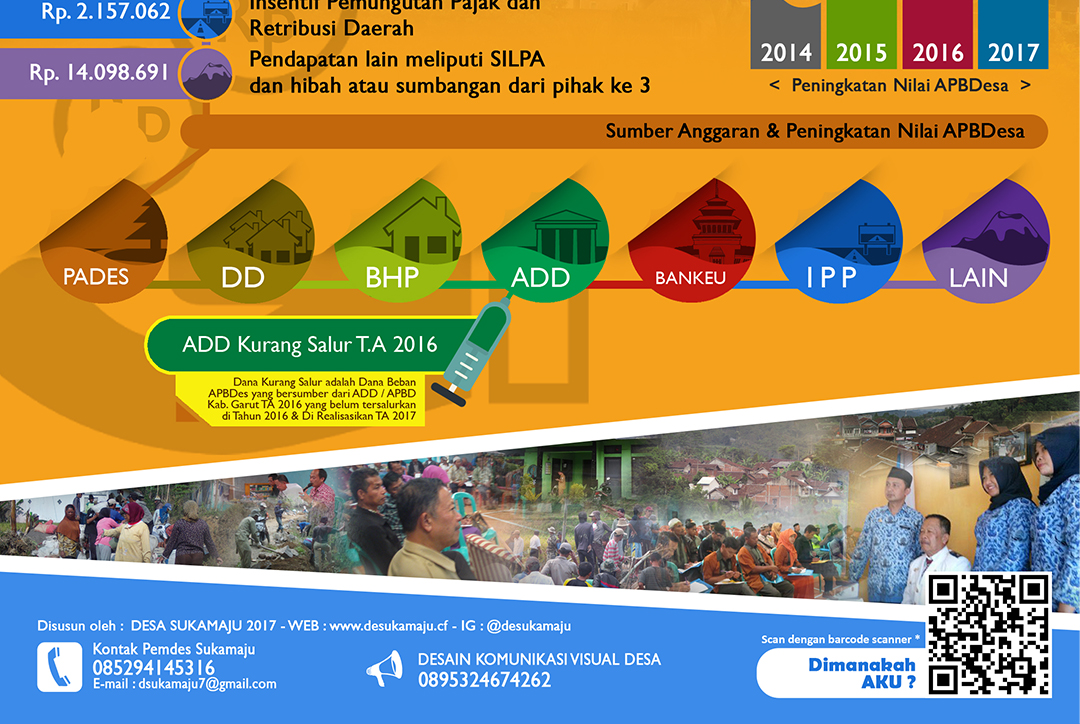 Rp. 2.157.062
Insentif Pemungutan Pajak dan
Retribusi Daerah
Rp. 14.098.691
Pendapatan lain meliputi SILPA
dan hibah atau sumbangan dari pihak ke 3
2014 2015 2016 2017
< Peningkatan Nilai APBDesa >
Sumber Anggaran & Peningkatan Nilai APBDesa
PADES
DD
BHP
ADD
BANKEU
IPP
LAIN
ADD Kurang Salur T.A 2016
Dana Kurang Salur adalah Dana Beban
APBDes yang bersumber dari ADD / APBD
Kab. Garut TA 2016 yang belum tersalurkan
di Tahun 2016 & Di Realisasikan TA 2017
Disusun oleh : DESA SUKAMAJU 2017 - WEB : www.desukamaju.cf - IG : @desukamaju
Kontak Pemdes Sukamaju
085294145316
E-mail : dsukamaju7@gmail.com
DESAIN KOMUNIKASI VISUAL DESA
0895324674262
Scan dengan barcode scanner *
Dimanakah
AKU ?